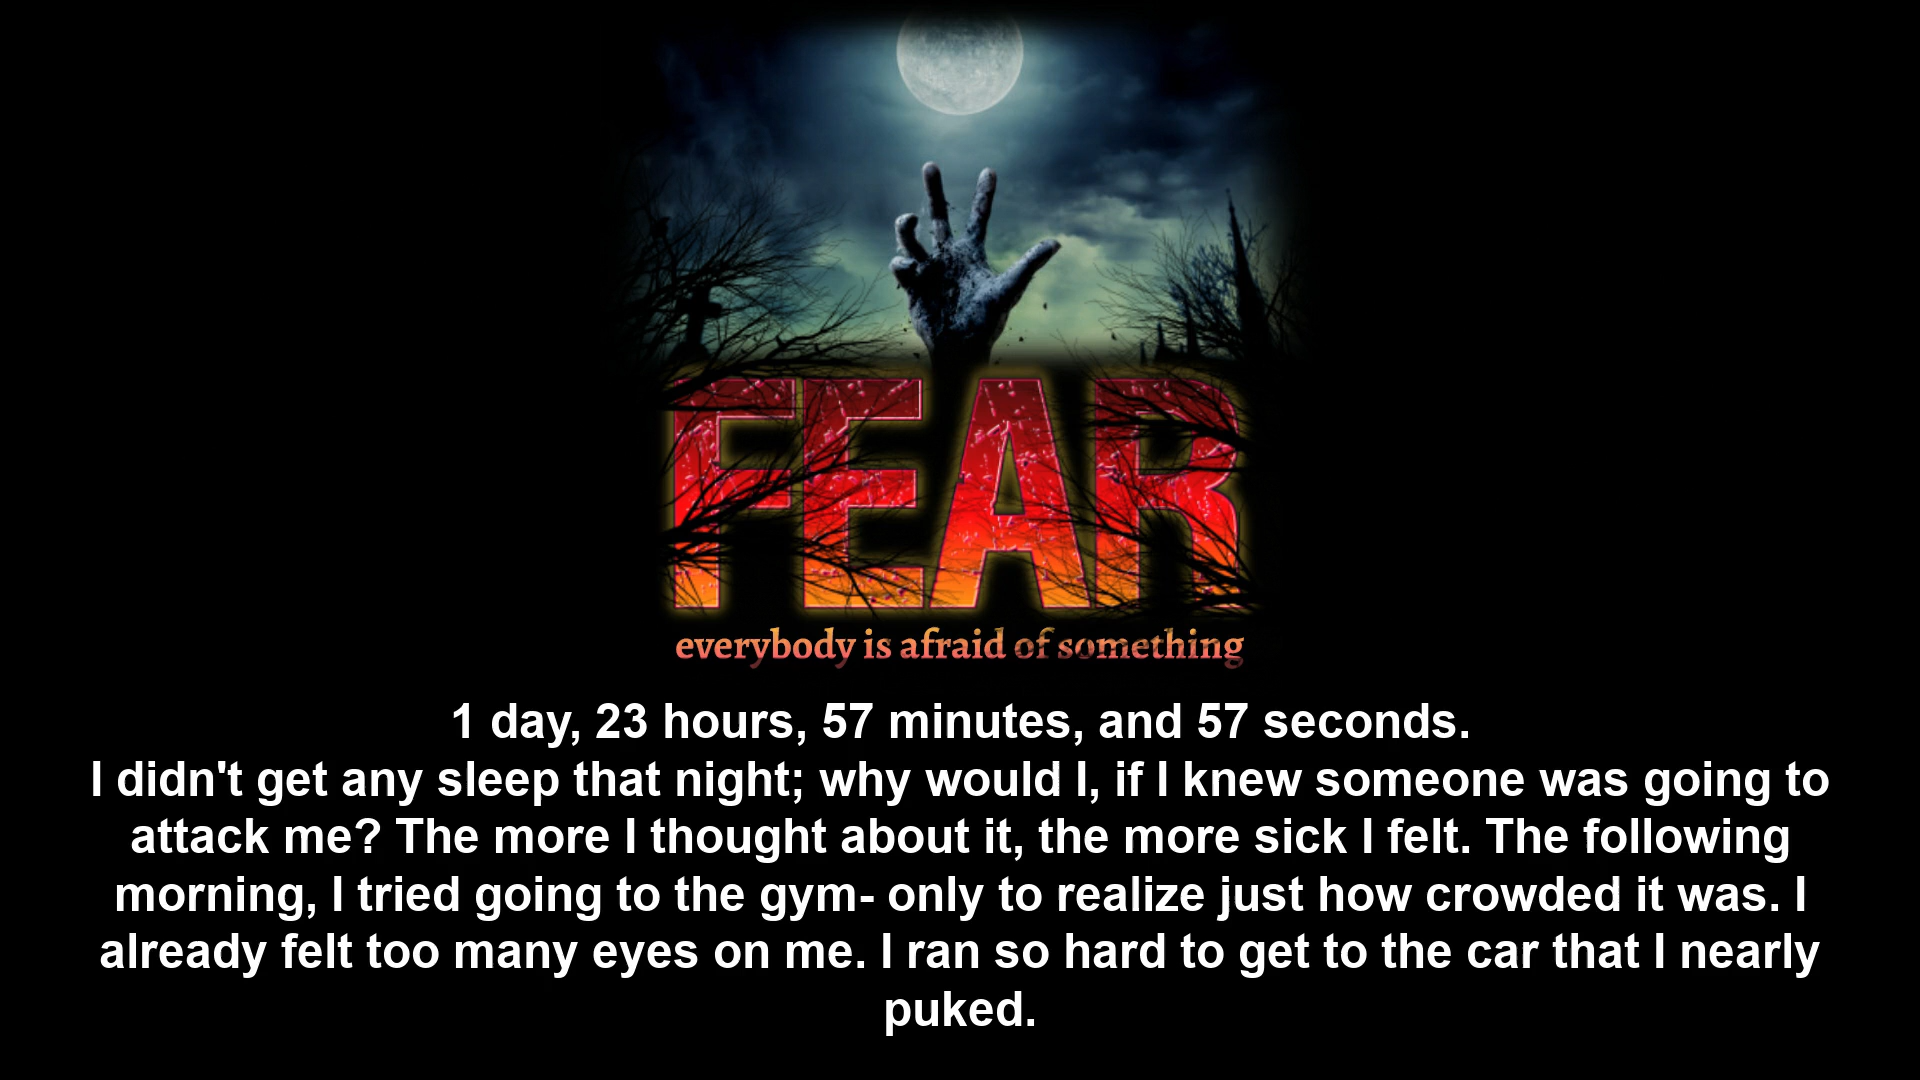 FEAR
everybody is afraid of something
1 day, 23 hours, 57 minutes, and 57 seconds.
I didn't get any sleep that night; why would I, if I knew someone was going to
attack me? The more I thought about it, the more sick I felt. The following
morning, I tried going to the gym- only to realize just how crowded it was. I
already felt too many eyes on me. I ran so hard to get to the car that I nearly
puked.